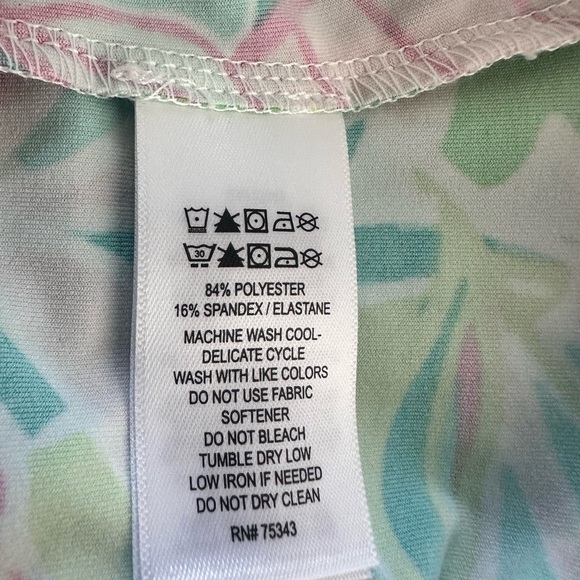 30
84% POLYESTER
16% SPANDEX / ELASTANE
MACHINE WASH COOL-
DELICATE CYCLE
WASH WITH LIKE COLORS
DO NOT USE FABRIC
SOFTENER
DO NOT BLEACH
TUMBLE DRY LOW
LOW IRON IF NEEDED
DO NOT DRY CLEAN
RN# 75343